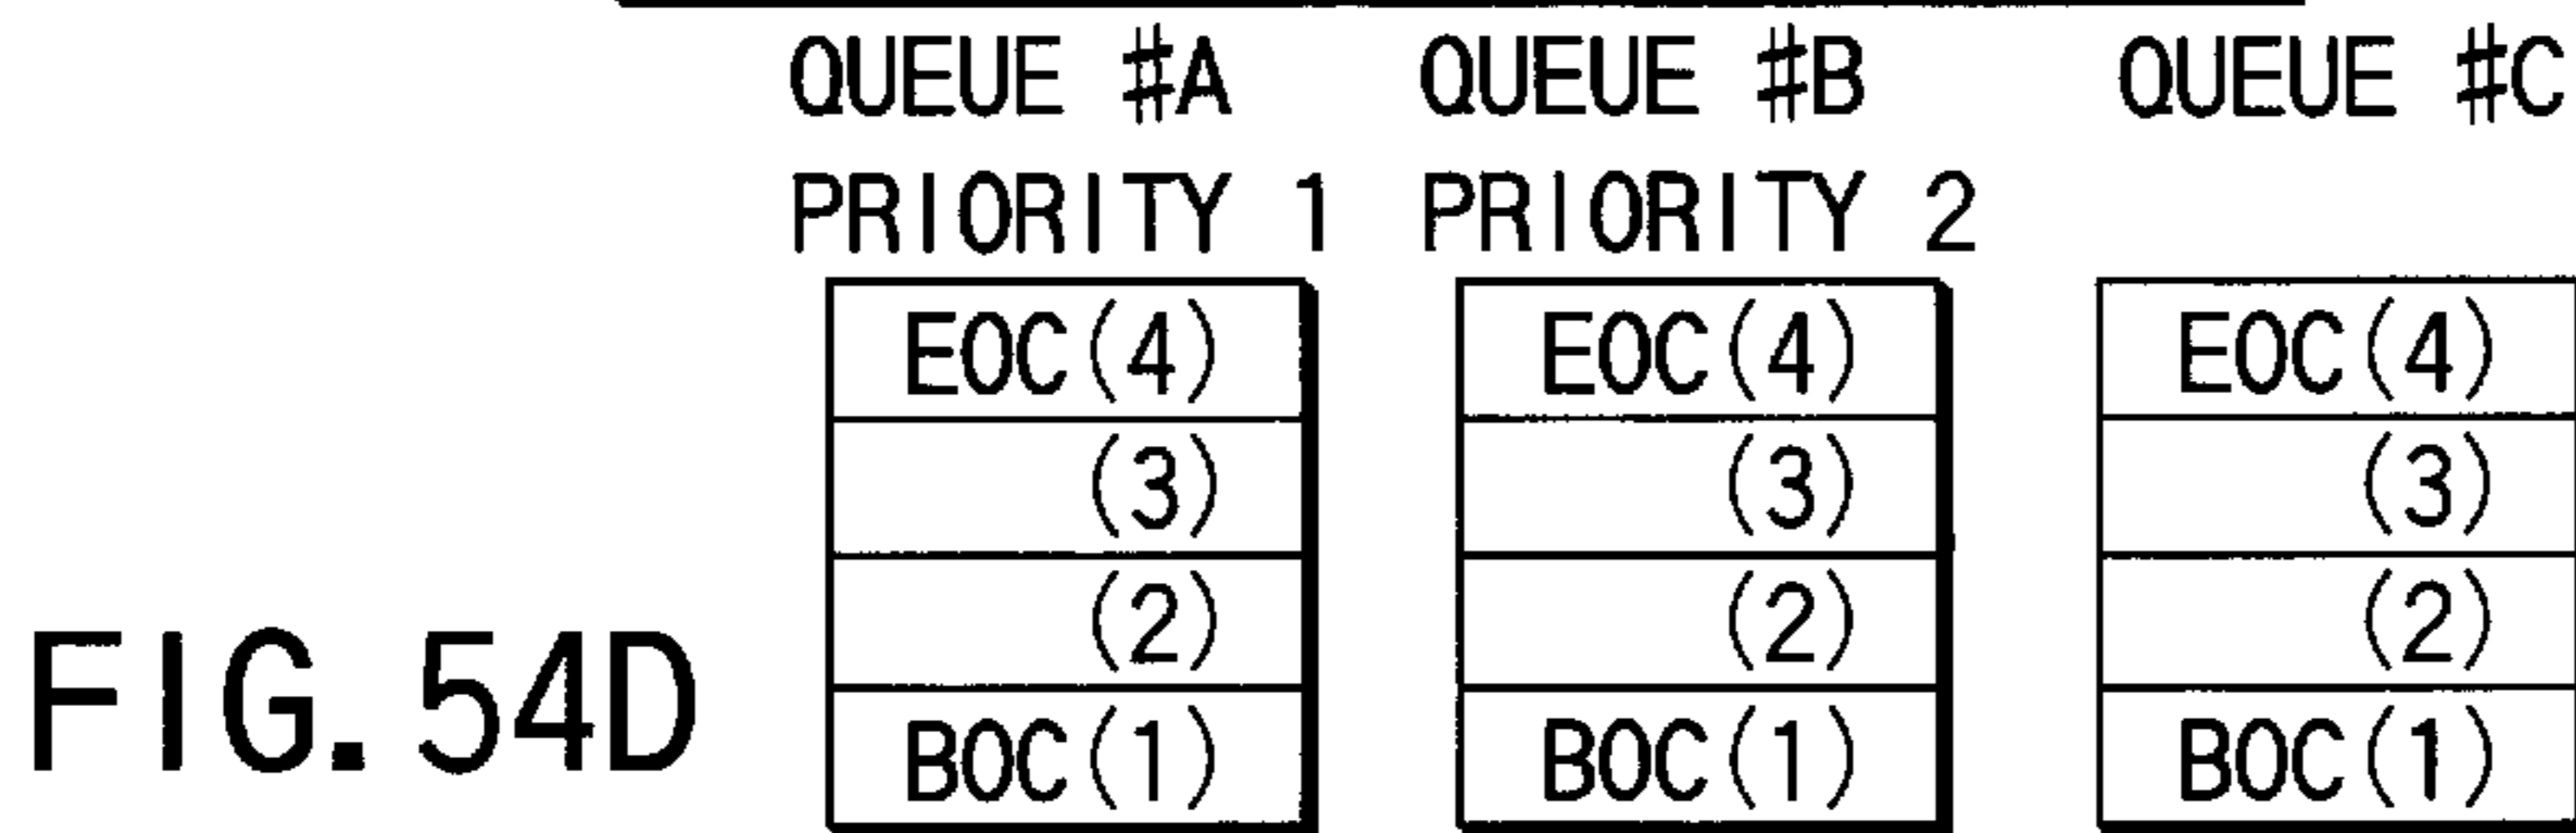 QUEUE #A QUEUE #B QUEUE #C
PRIORITY 1 PRIORITY 2
EOC(4) EOC(4) EOC(4)
(3) (3) (3)
(2) (2) (2)
BOC(1) BOC(1) BOC(1)
FIG.54D